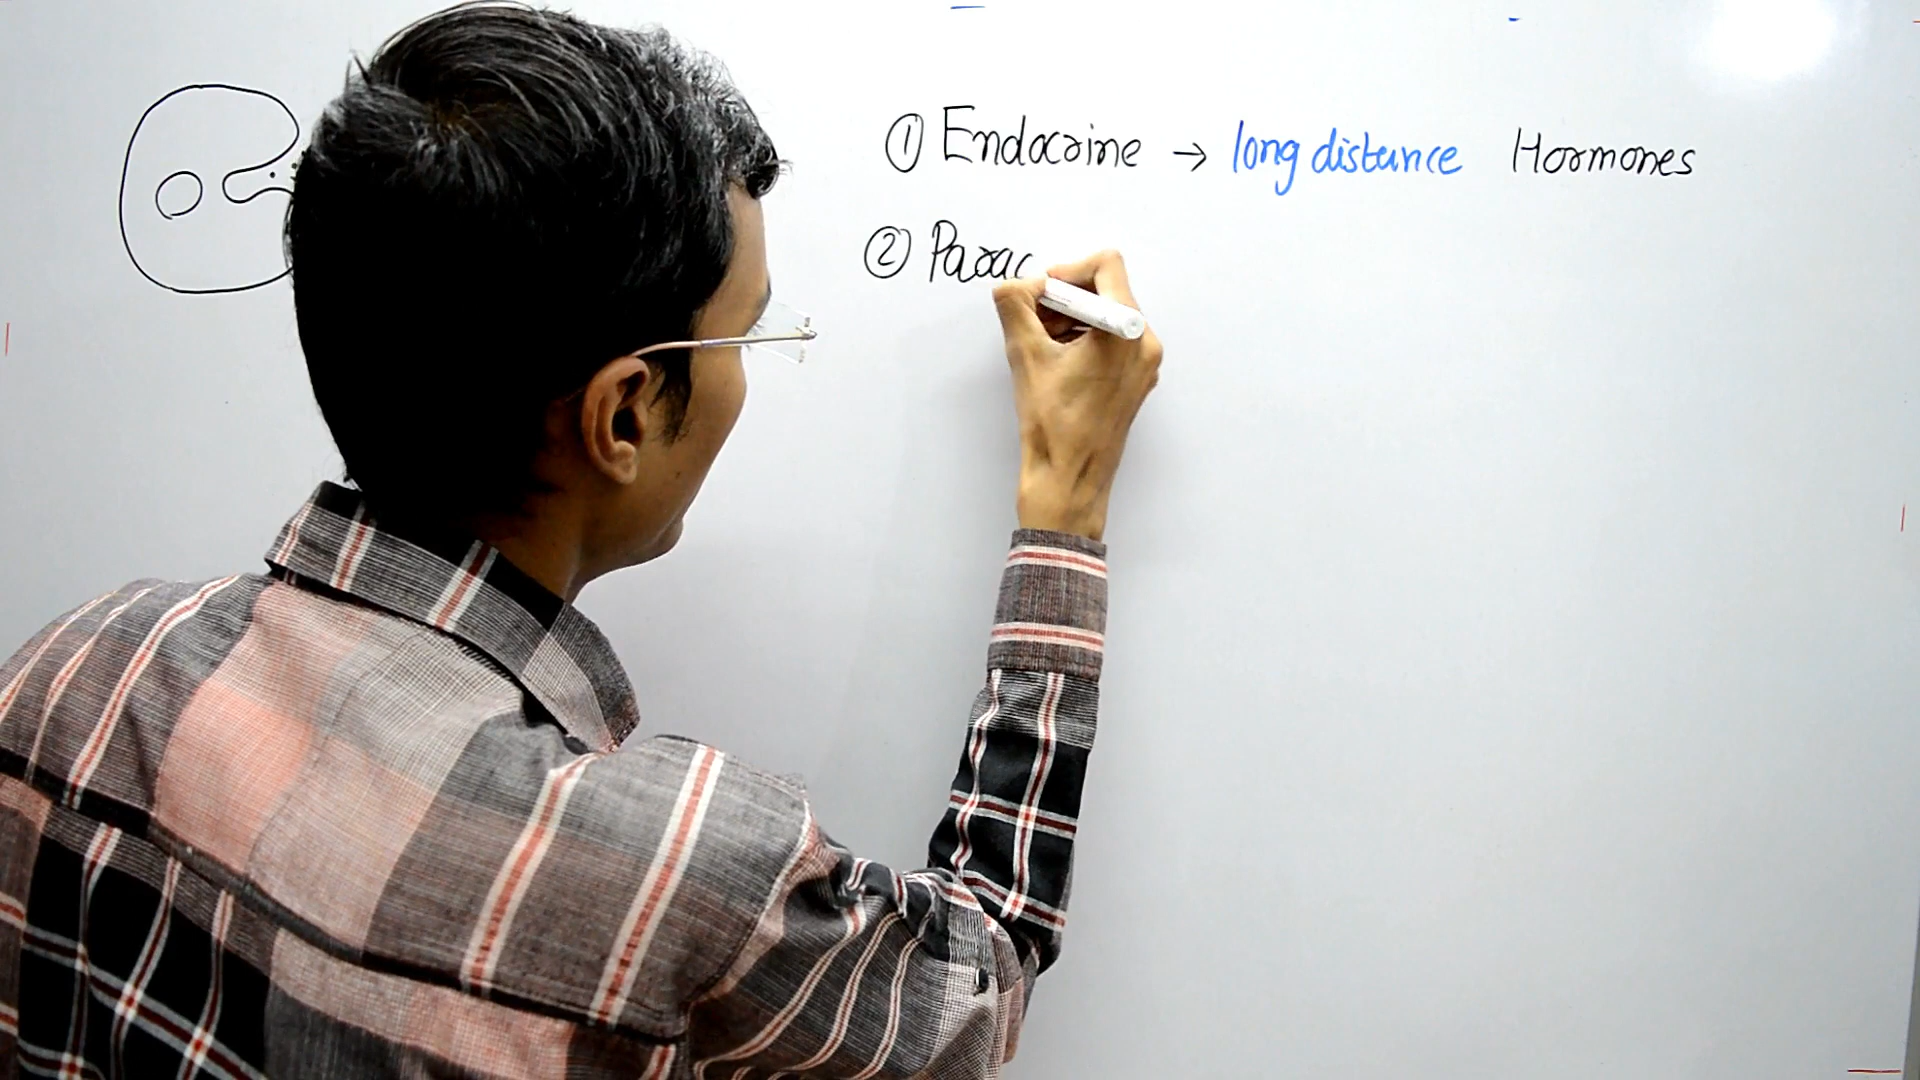 ① Endocrine → long distance Hormones
② Parac